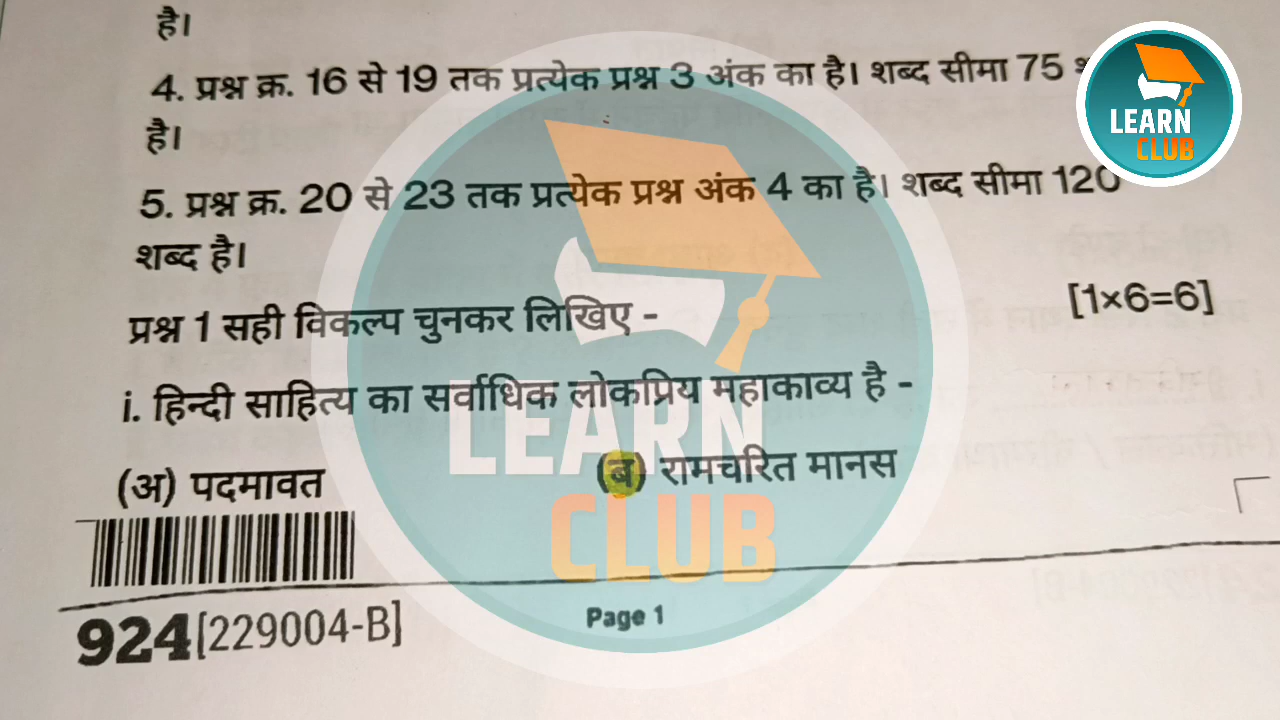 है।
4. प्रश्न क्र. 16 से 19 तक प्रत्येक प्रश्न 3 अंक का है। शब्द सीमा 75
है।
5. प्रश्न क्र. 20 से 23 तक प्रत्येक प्रश्न अंक 4 का है। शब्द सीमा 120
शब्द है।
प्रश्न 1 सही विकल्प चुनकर लिखिए - [1×6=6]
i. हिन्दी साहित्य का सर्वाधिक लोकप्रिय महाकाव्य है -
(अ) पदमावत (ब) रामचरित मानस
924[229004-B] Page 1
LEARN
CLUB
LEARN
CLUB